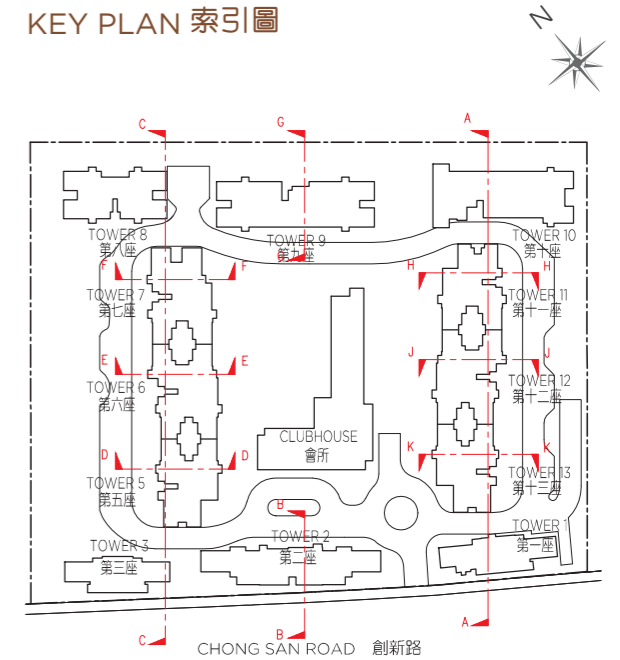 KEY PLAN 索引圖
N
C
G
A
TOWER 8
第八座
TOWER 9
第九座
G
TOWER 10
第十座
F
F
H
H
TOWER 7
第七座
TOWER 11
第十一座
E
E
J
J
TOWER 6
第六座
TOWER 12
第十二座
CLUBHOUSE
會所
D
D
K
K
TOWER 5
第五座
TOWER 13
第十三座
B
TOWER 3
第三座
TOWER 2
第二座
TOWER 1
第一座
A
B
C
CHONG SAN ROAD 創新路